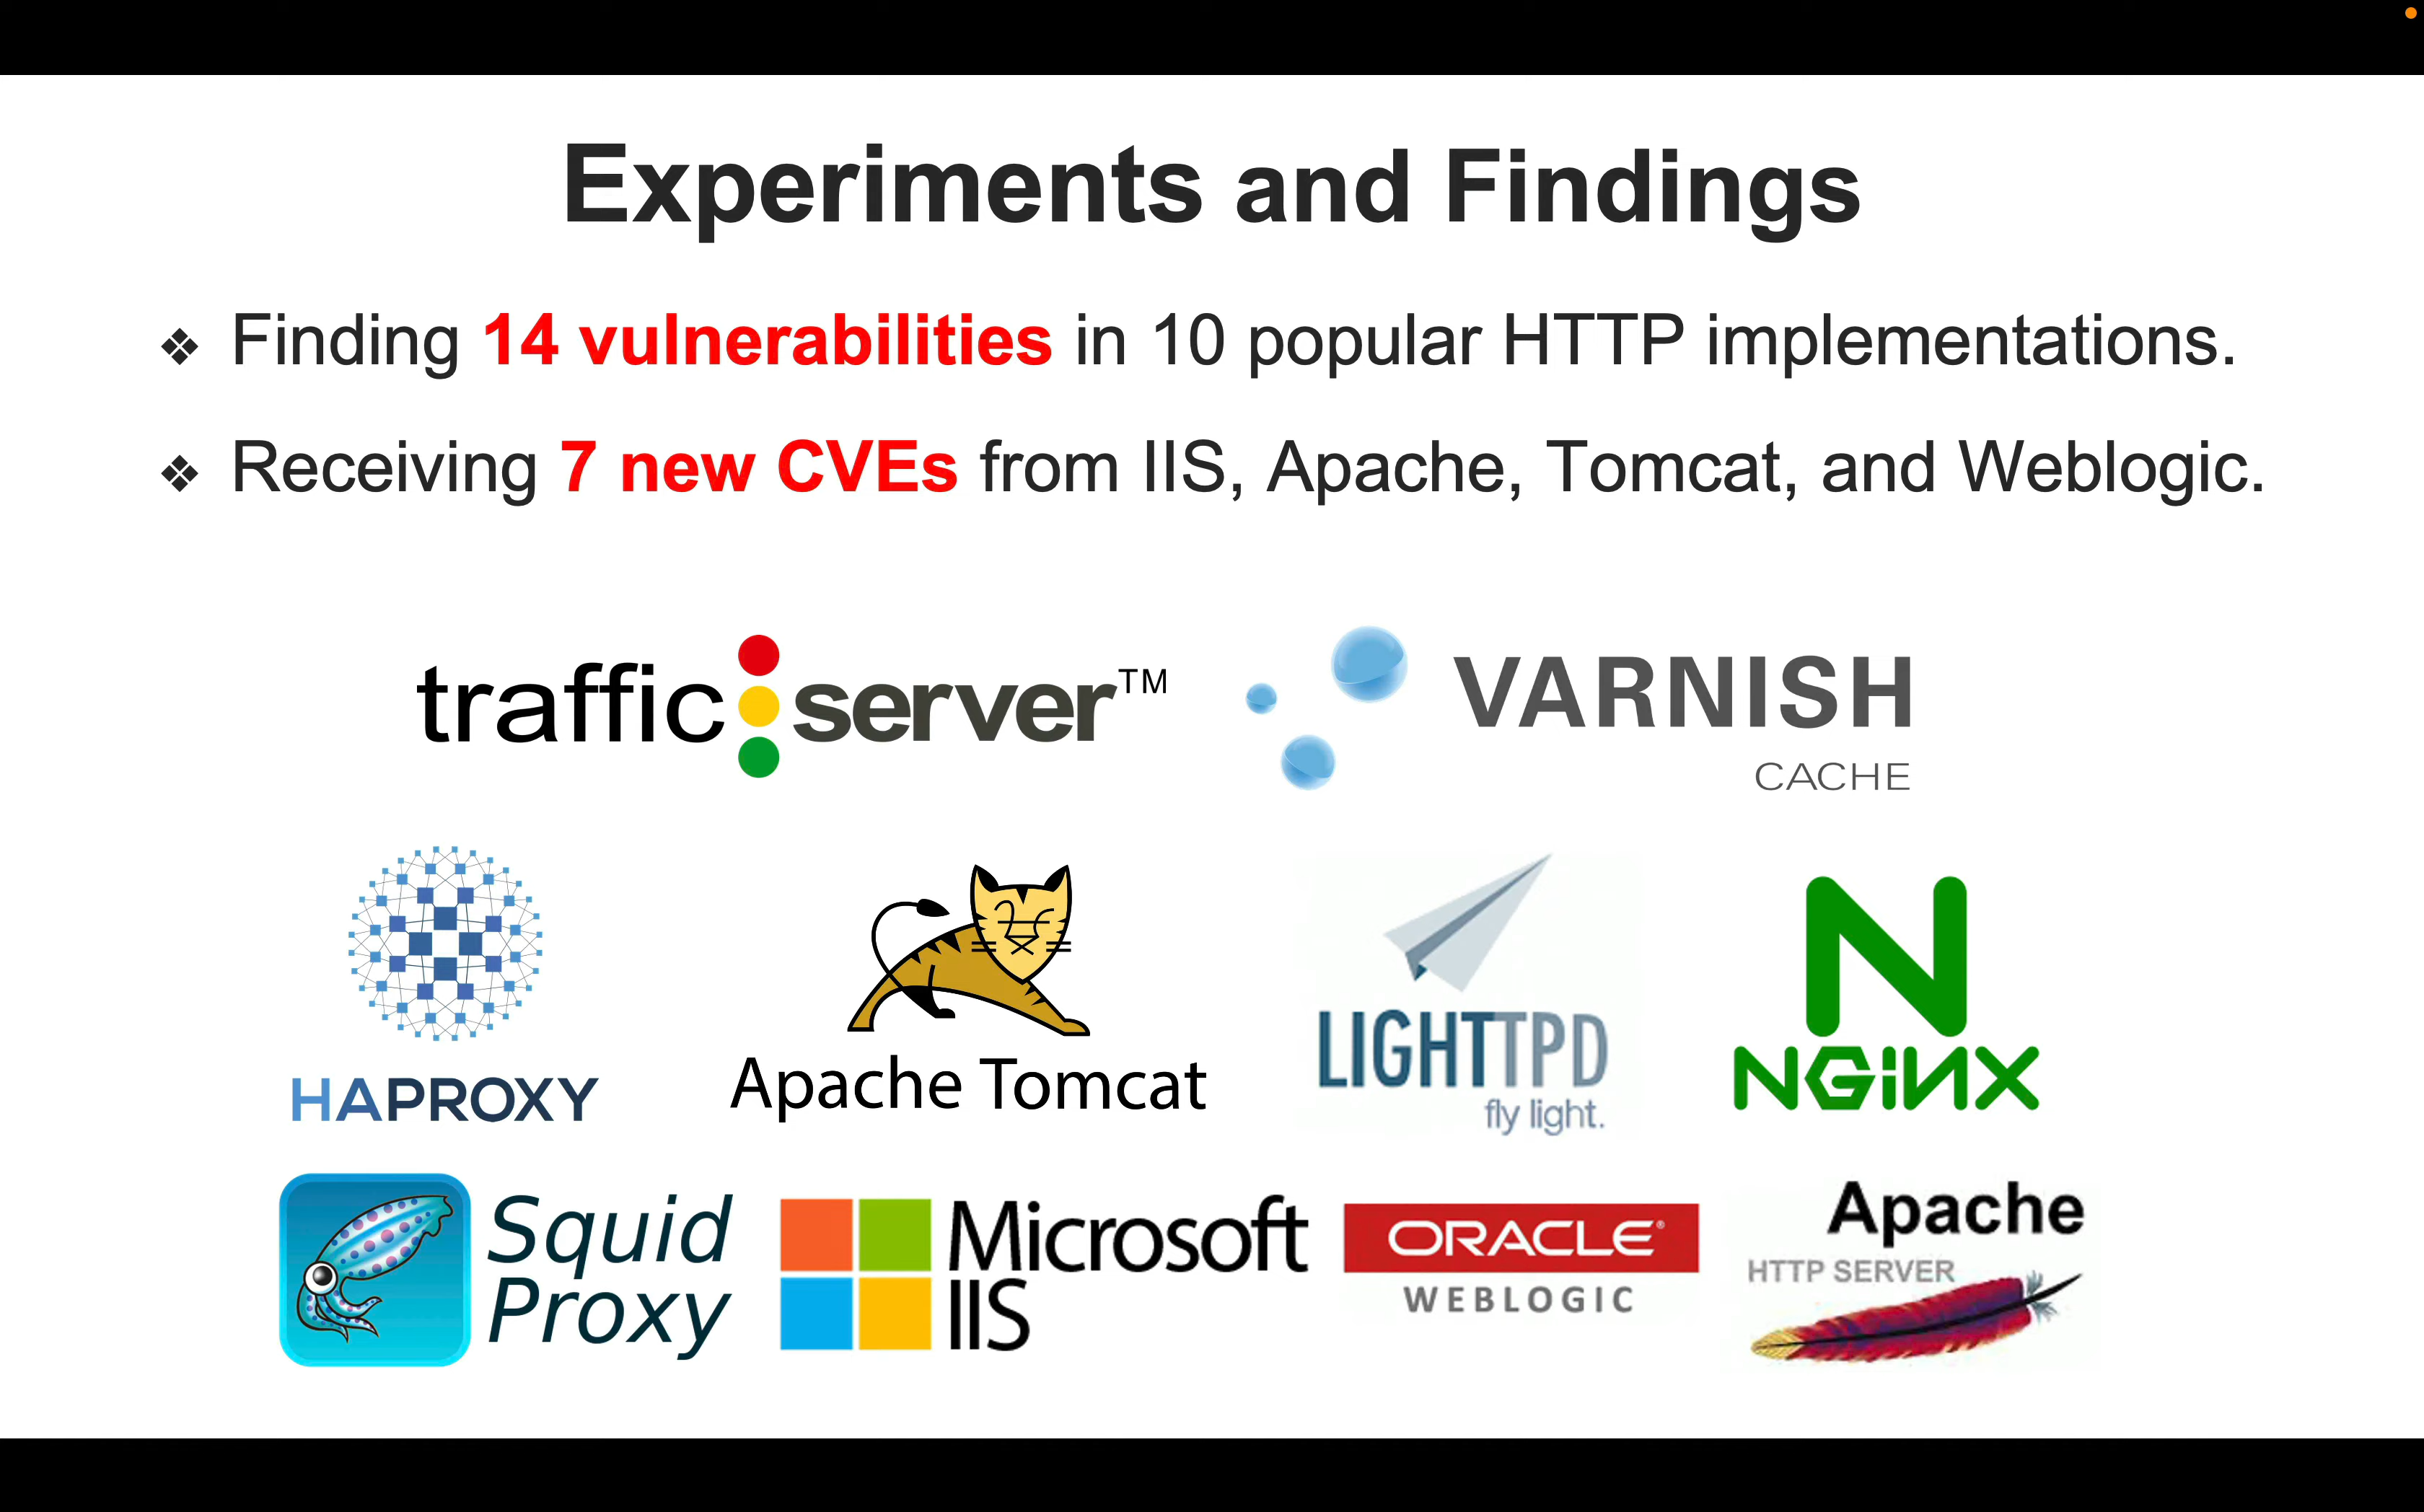 Experiments and Findings
❖ Finding 14 vulnerabilities in 10 popular HTTP implementations.
❖ Receiving 7 new CVEs from IIS, Apache, Tomcat, and Weblogic.
traffic server™
VARNISH
CACHE
HAPROXY
Apache Tomcat
LIGHTTPD
fly light.
N
NGiNX
Squid
Proxy
Microsoft
IIS
ORACLE®
WEBLOGIC
Apache
HTTP SERVER